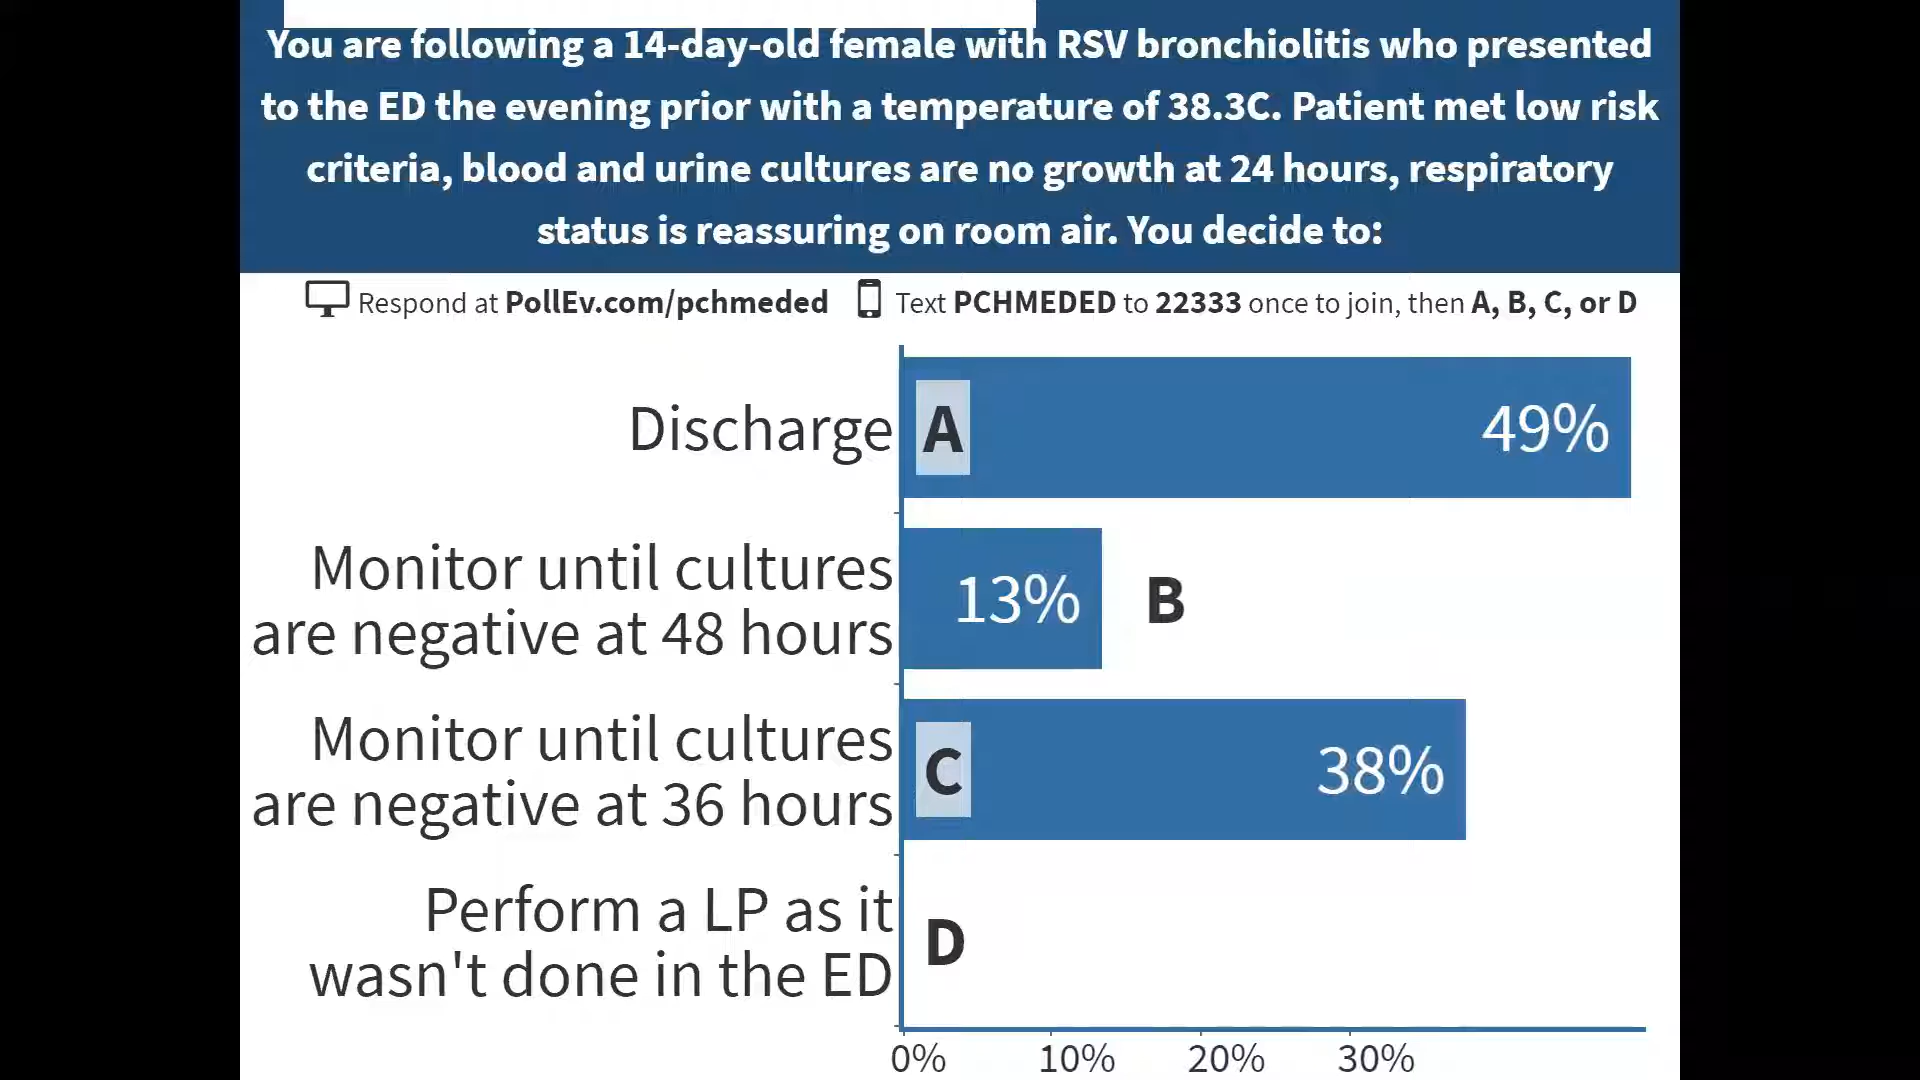 You are following a 14-day-old female with RSV bronchiolitis who presented
to the ED the evening prior with a temperature of 38.3C. Patient met low risk
criteria, blood and urine cultures are no growth at 24 hours, respiratory
status is reassuring on room air. You decide to:
Respond at PollEv.com/pchmeded Text PCHMEDED to 22333 once to join, then A, B, C, or D
Discharge A 49%
Monitor until cultures
are negative at 48 hours
13% B
Monitor until cultures
are negative at 36 hours
C 38%
Perform a LP as it
wasn't done in the ED
D
0% 10% 20% 30%